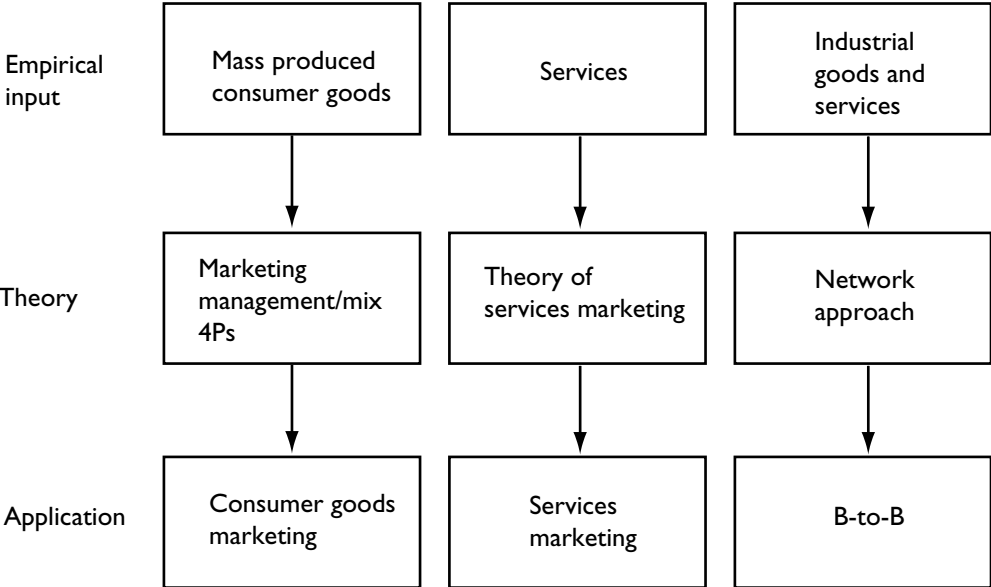 Empirical
input
Mass produced
consumer goods
Services
Industrial
goods and
services
Theory
Marketing
management/mix
4Ps
Theory of
services marketing
Network
approach
Application
Consumer goods
marketing
Services
marketing
B-to-B